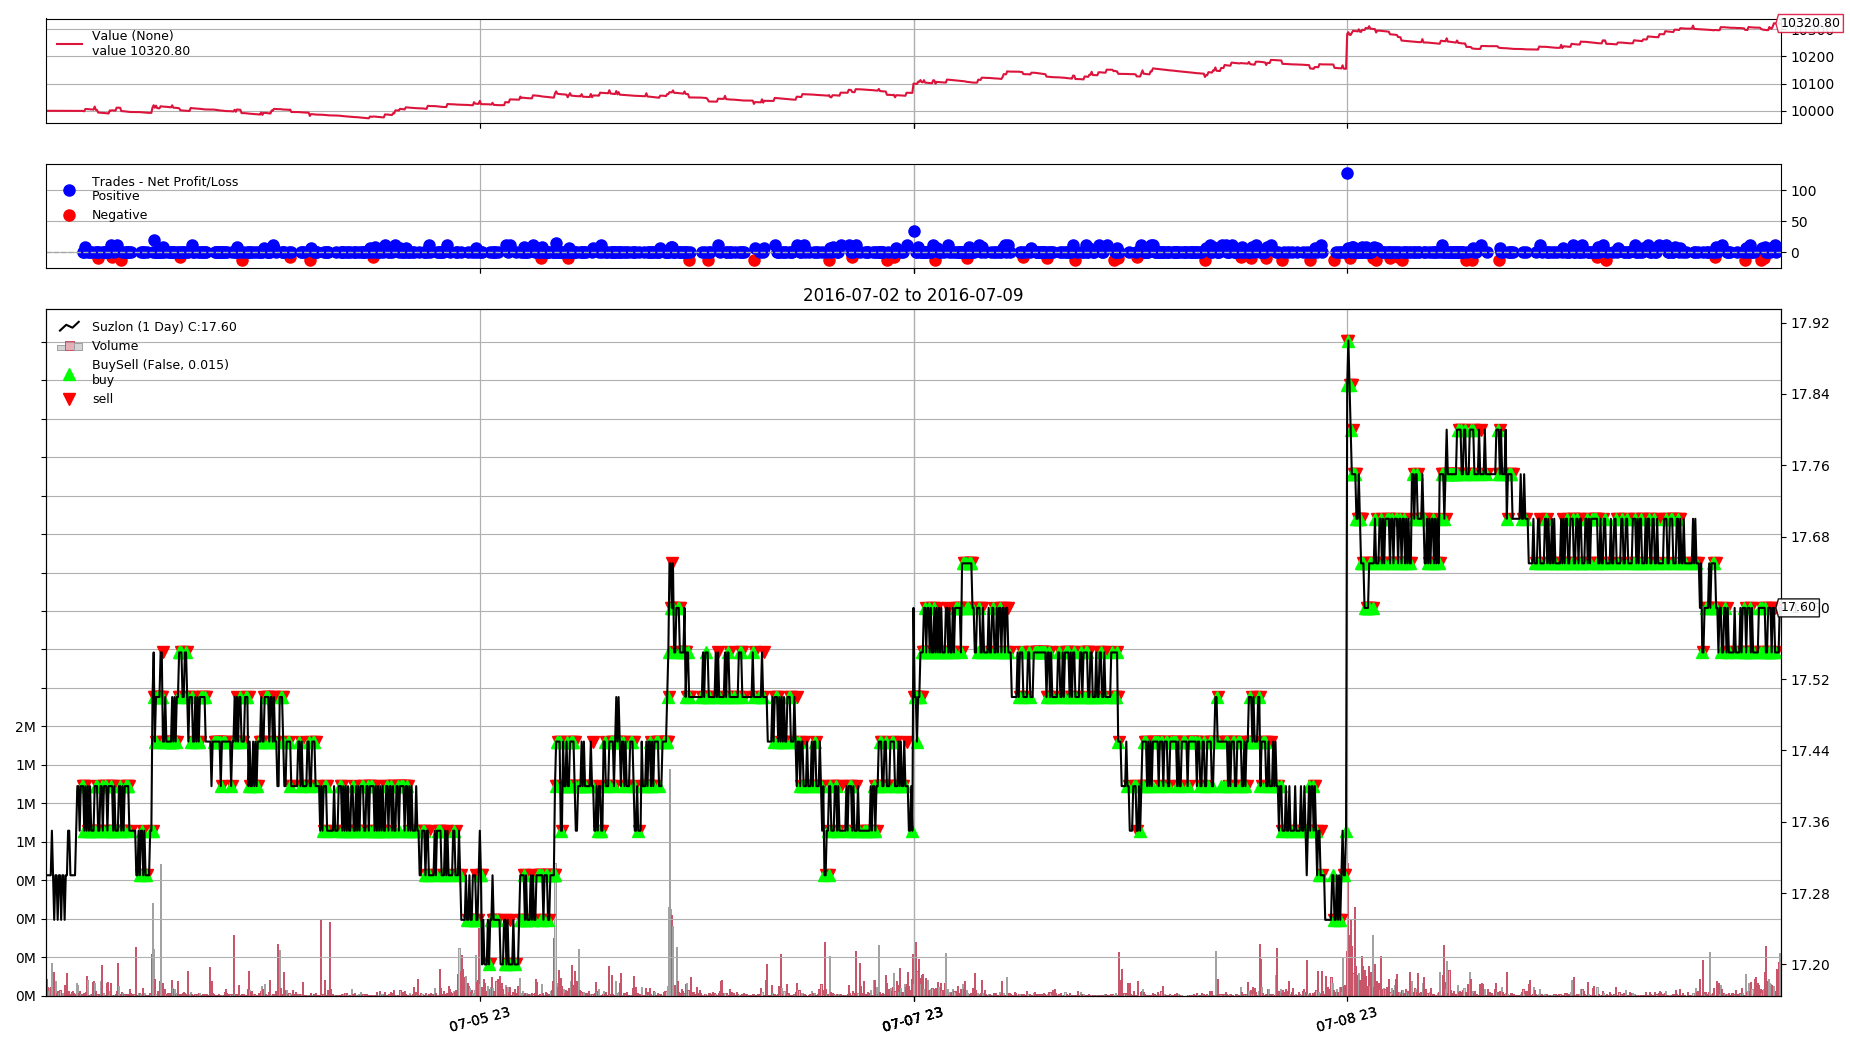 Value (None)
value 10320.80
10320.80
10300
10200
10100
10000
Trades - Net Profit/Loss
Positive
Negative
100
50
0
2016-07-02 to 2016-07-09
Suzlon (1 Day) C:17.60
Volume
BuySell (False, 0.015)
buy
sell
17.92
17.84
17.76
17.68
17.60 0
17.52
17.44
17.36
17.28
17.20
2M
1M
1M
1M
0M
0M
0M
0M
07-05 23
07-07 23
07-08 23